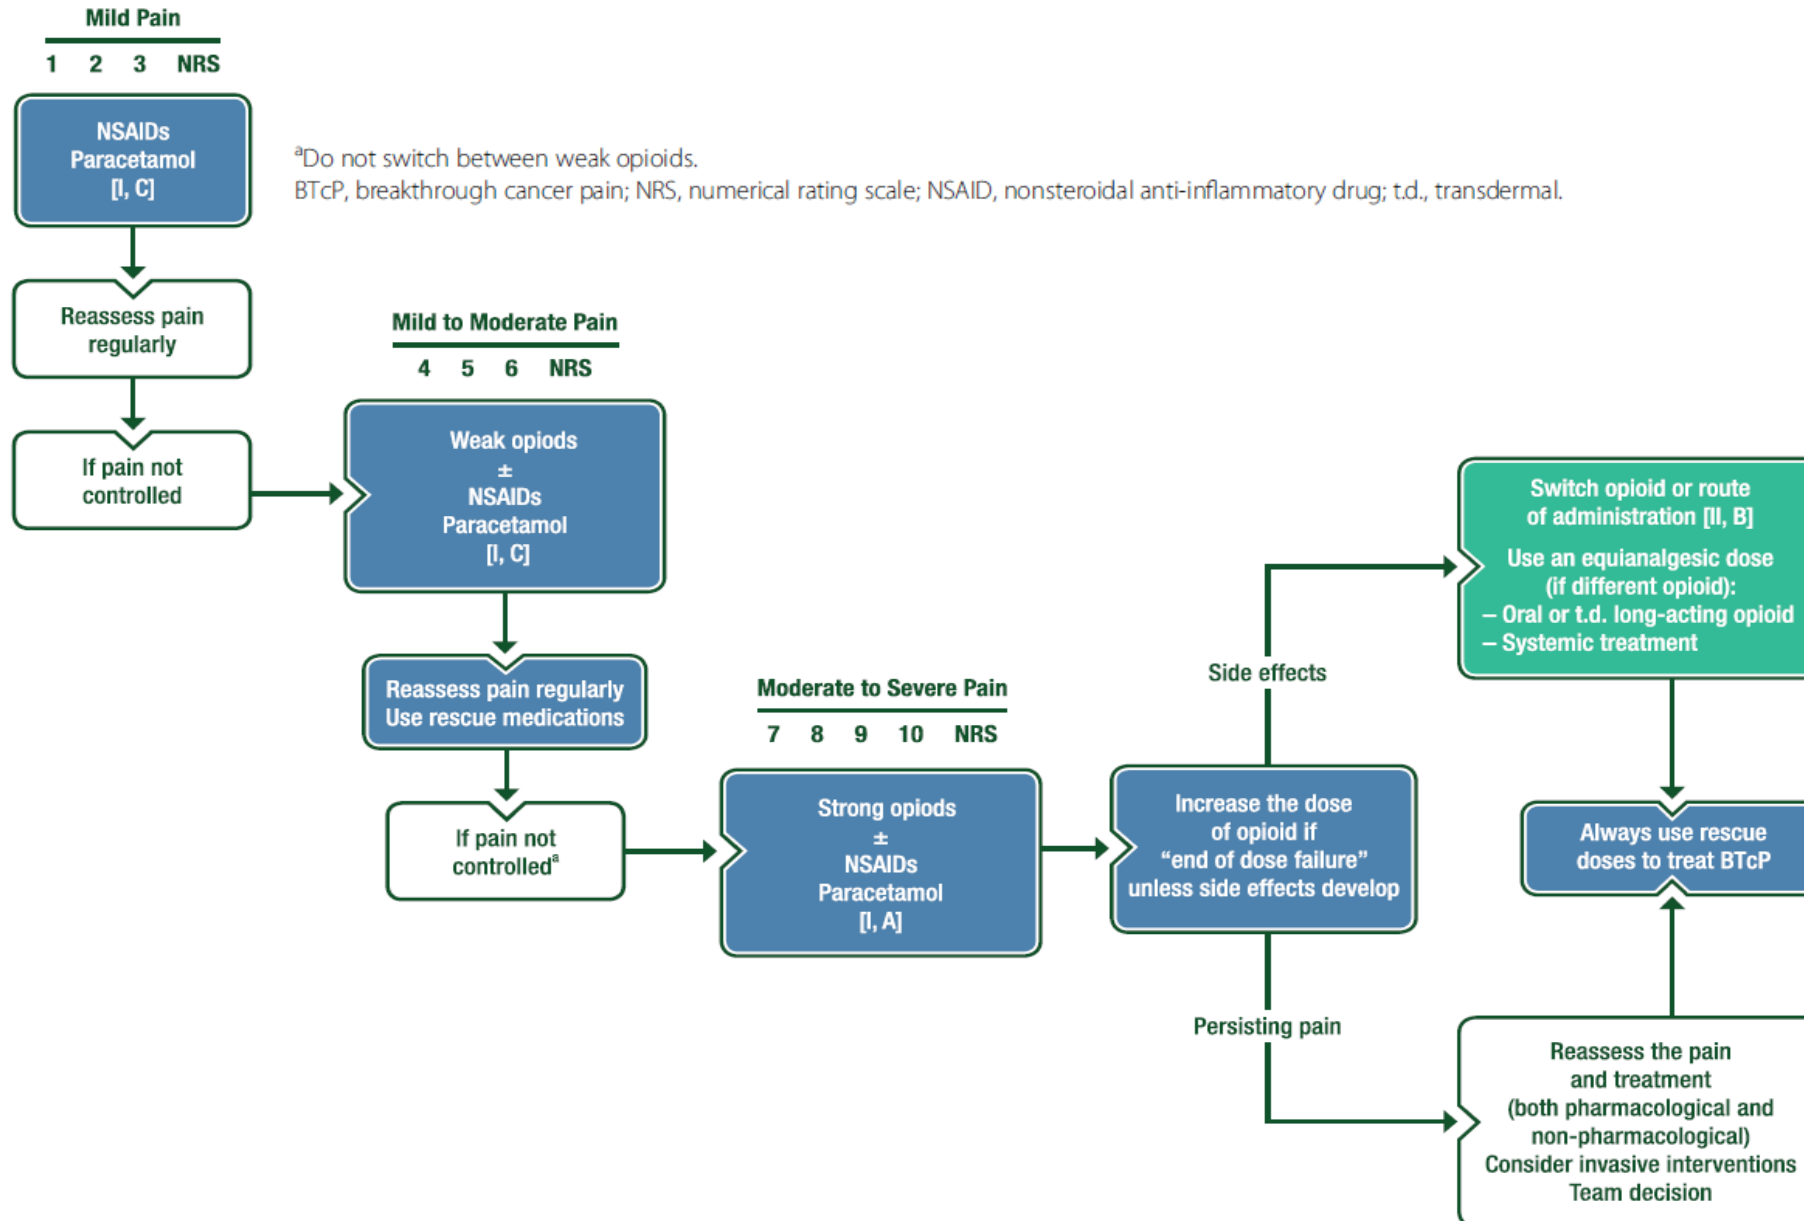 Mild Pain
1 2 3 NRS
NSAIDs
Paracetamol
[I, C]
ᵃDo not switch between weak opioids.
BTcP, breakthrough cancer pain; NRS, numerical rating scale; NSAID, nonsteroidal anti-inflammatory drug; t.d., transdermal.
Reassess pain
regularly
If pain not
controlled
Mild to Moderate Pain
4 5 6 NRS
Weak opiods
±
NSAIDs
Paracetamol
[I, C]
Reassess pain regularly
Use rescue medications
If pain not
controlledᵃ
Moderate to Severe Pain
7 8 9 10 NRS
Strong opiods
±
NSAIDs
Paracetamol
[I, A]
Increase the dose
of opioid if
“end of dose failure”
unless side effects develop
Side effects
Switch opioid or route
of administration [II, B]
Use an equianalgesic dose
(if different opioid):
– Oral or t.d. long-acting opioid
– Systemic treatment
Always use rescue
doses to treat BTcP
Persisting pain
Reassess the pain
and treatment
(both pharmacological and
non-pharmacological)
Consider invasive interventions
Team decision